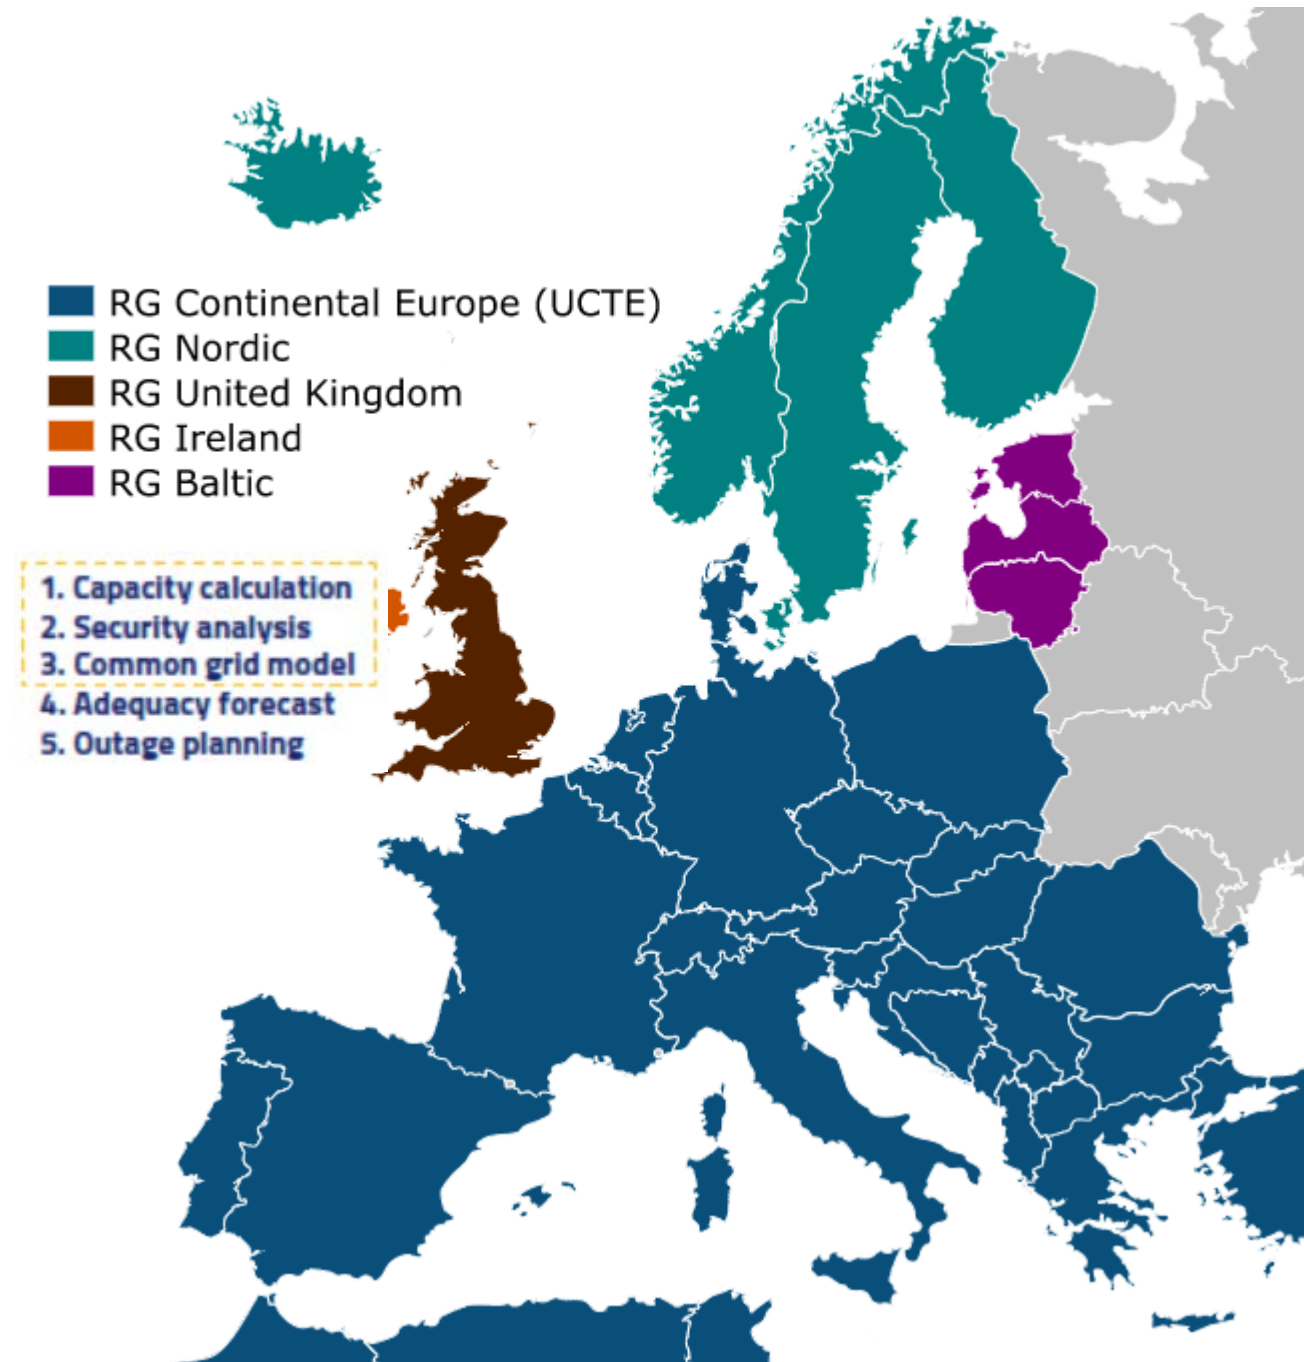 RG Continental Europe (UCTE)
RG Nordic
RG United Kingdom
RG Ireland
RG Baltic
1. Capacity calculation
2. Security analysis
3. Common grid model
4. Adequacy forecast
5. Outage planning